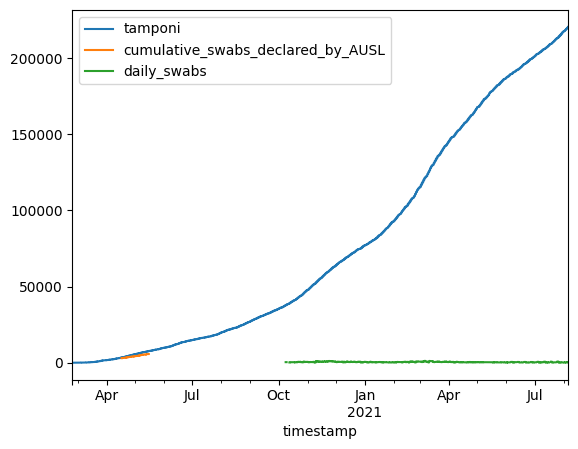 tamponi
cumulative_swabs_declared_by_AUSL
daily_swabs
200000
150000
100000
50000
0
Apr Jul Oct Jan Apr Jul
2021
timestamp